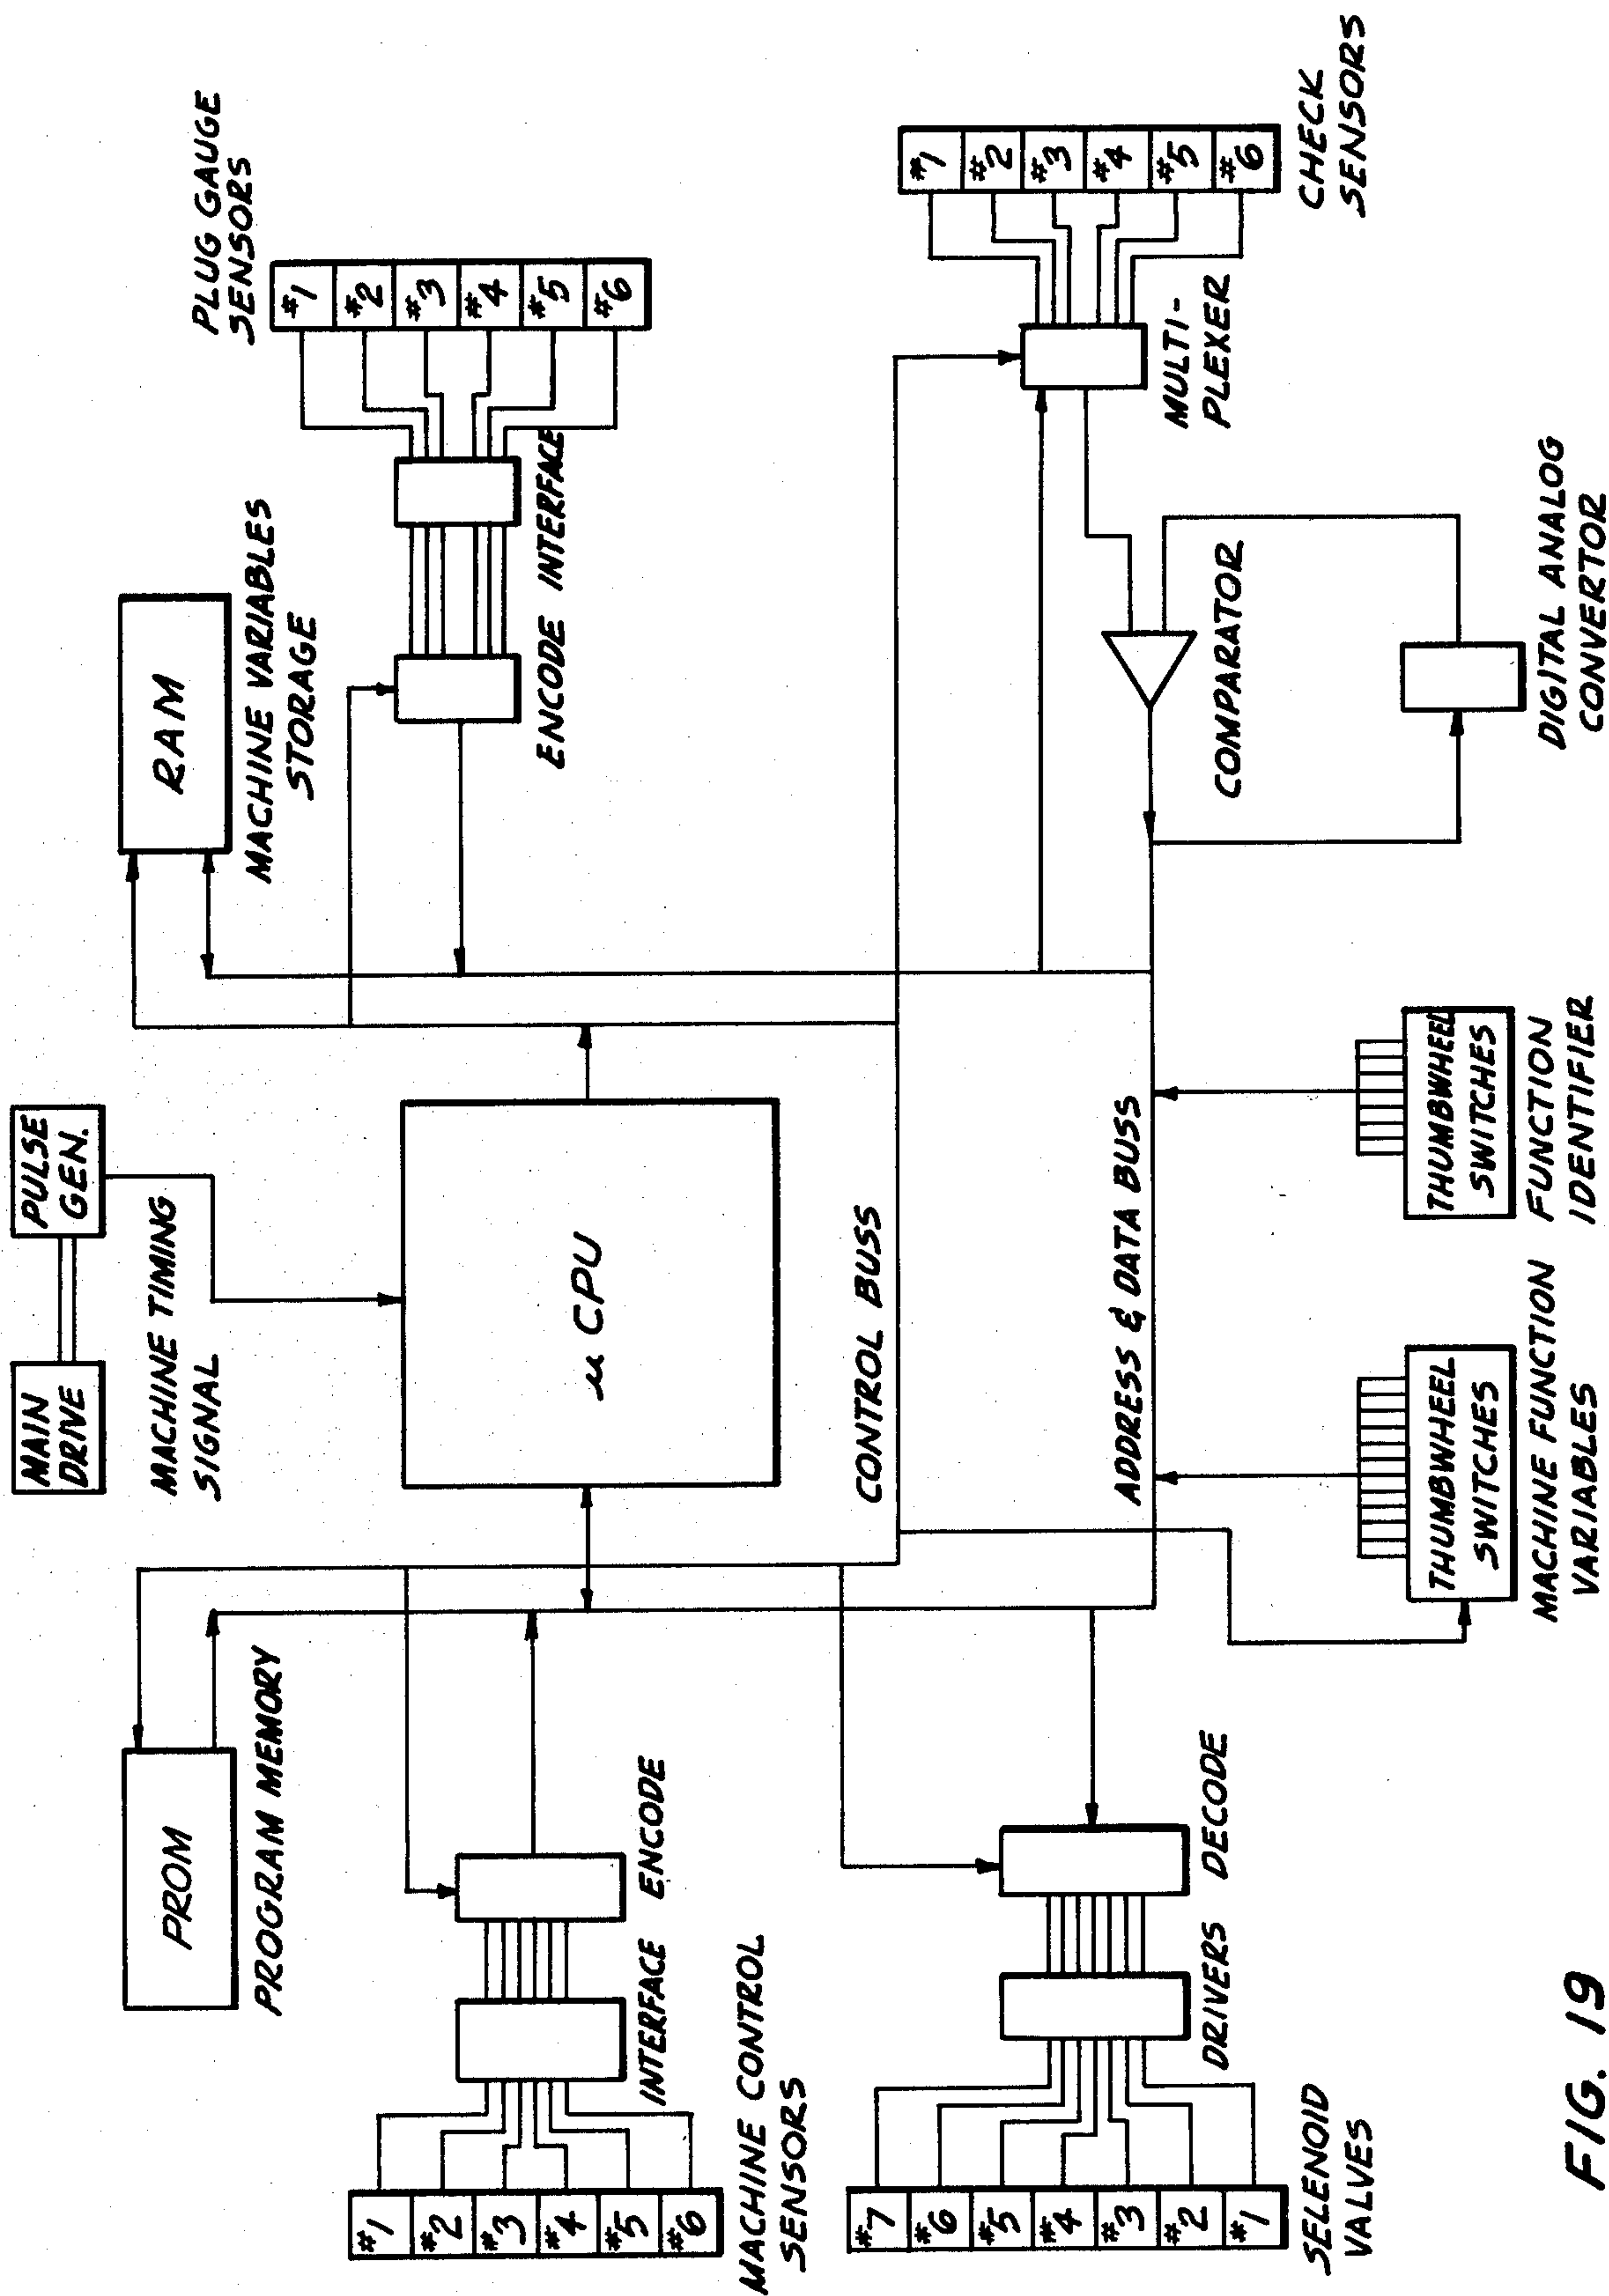 MAIN
DRIVE
PULSE
GEN.
MACHINE TIMING
SIGNAL
PROM
PROGRAM MEMORY
RAM
MACHINE VARIABLES
STORAGE
PLUG GAUGE
SENSORS
#1
#2
#3
#4
#5
#6
ENCODE INTERFACE
μ CPU
MACHINE CONTROL
SENSORS
#1
#2
#3
#4
#5
#6
INTERFACE ENCODE
CONTROL BUSS
ADDRESS & DATA BUSS
SELENOID
VALVES
#7
#6
#5
#4
#3
#2
#1
DRIVERS DECODE
CHECK
SENSORS
#1
#2
#3
#4
#5
#6
MULTI-
PLEXER
COMPARATOR
DIGITAL ANALOG
CONVERTOR
THUMBWHEEL
SWITCHES
MACHINE FUNCTION
VARIABLES
THUMBWHEEL
SWITCHES
FUNCTION
IDENTIFIER
FIG. 19